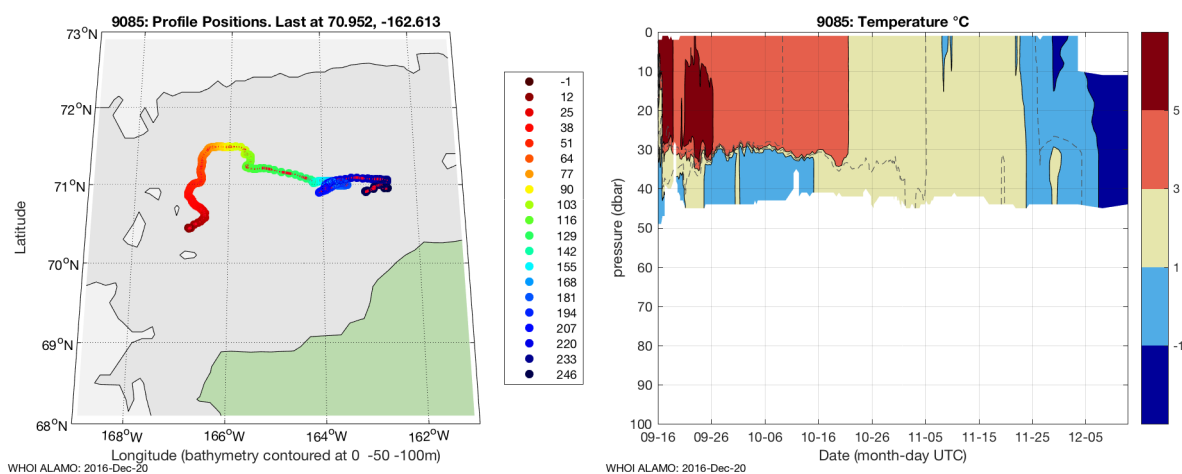 9085: Profile Positions. Last at 70.952, -162.613
73°N
72°N
71°N
70°N
69°N
68°N
Latitude
168°W
166°W
164°W
162°W
Longitude (bathymetry contoured at 0 -50 -100m)
WHOI ALAMO: 2016-Dec-20
-1
12
25
38
51
64
77
90
103
116
129
142
155
168
181
194
207
220
233
246
9085: Temperature °C
0
10
20
30
40
50
60
70
80
90
100
pressure (dbar)
09-16
09-26
10-06
10-16
10-26
11-05
11-15
11-25
12-05
Date (month-day UTC)
WHOI ALAMO: 2016-Dec-20
5
3
1
-1